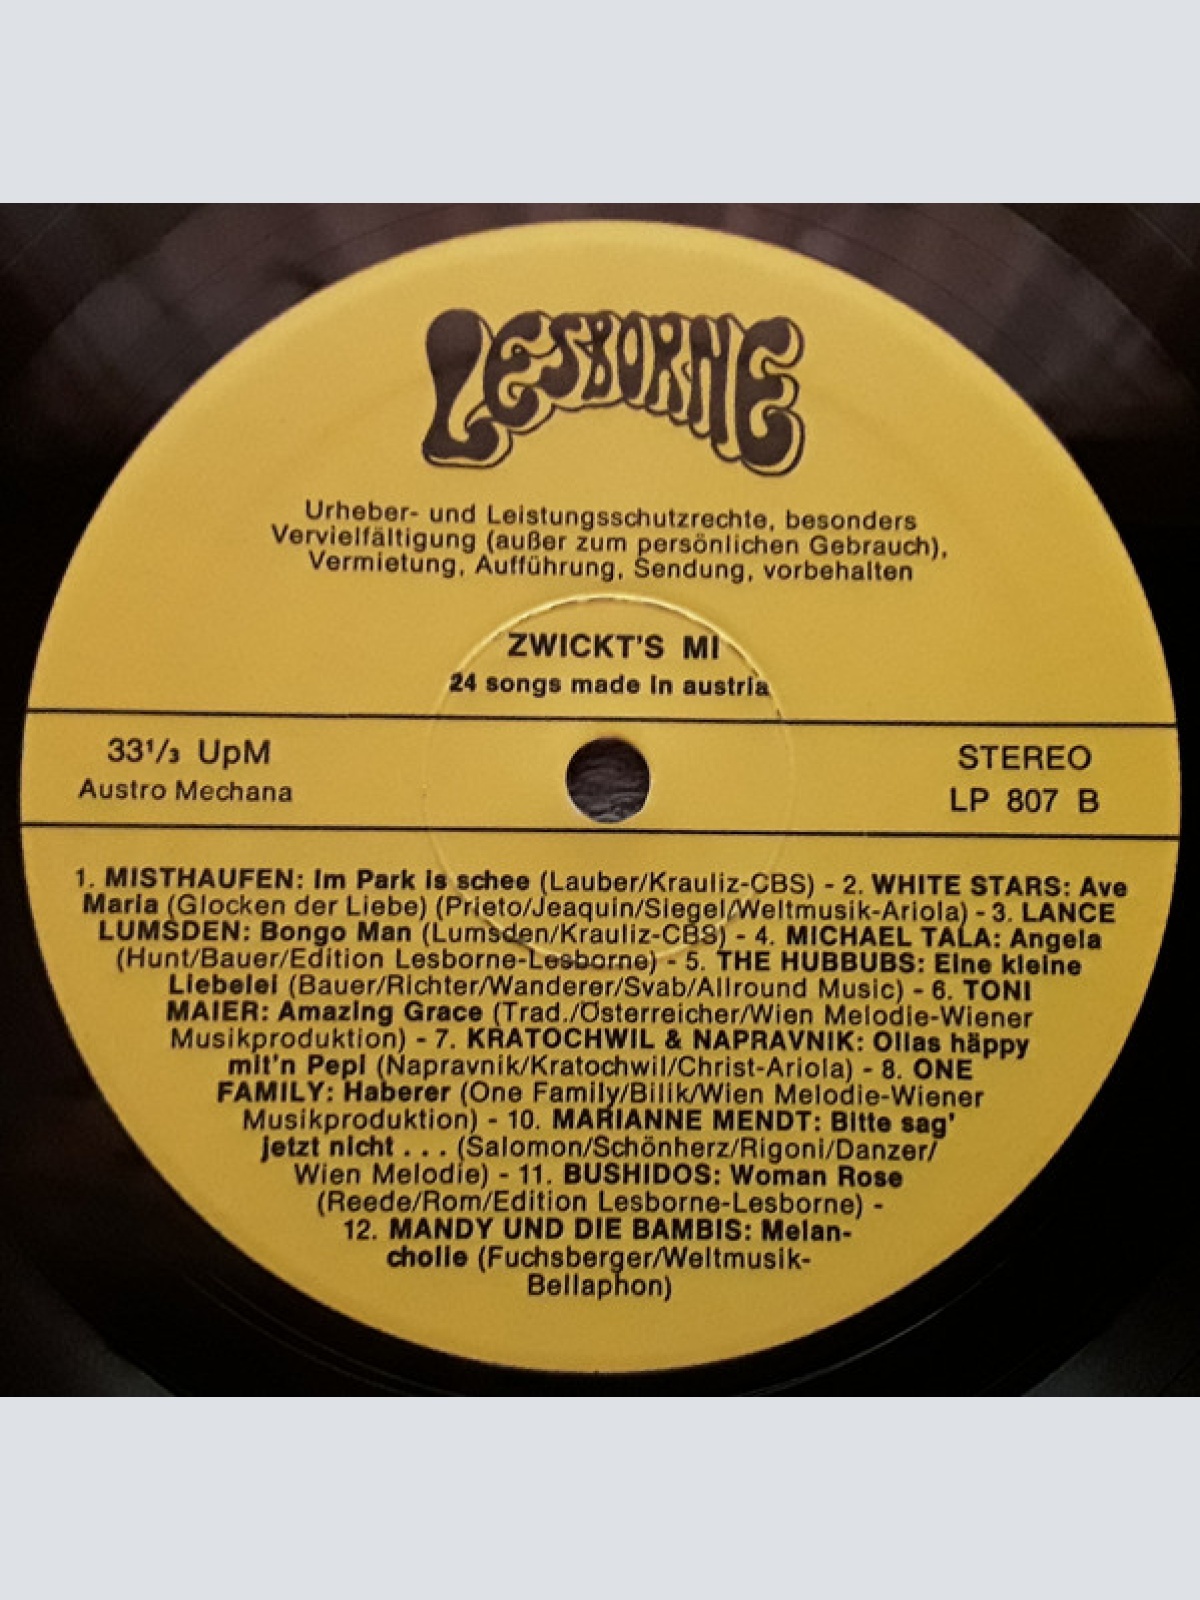 LESBORNE
Urheber- und Leistungsschutzrechte, besonders
Vervielfältigung (außer zum persönlichen Gebrauch),
Vermietung, Aufführung, Sendung, vorbehalten
ZWICKT'S MI
24 songs made in austria
33¹/₃ UpM
Austro Mechana
STEREO
LP 807 B
1. MISTHAUFEN: Im Park is schee (Lauber/Krauliz-CBS) - 2. WHITE STARS: Ave
Maria (Glocken der Liebe) (Prieto/Jeaquin/Siegel/Weltmusik-Ariola) - 3. LANCE
LUMSDEN: Bongo Man (Lumsden/Krauliz-CBS) - 4. MICHAEL TALA: Angela
(Hunt/Bauer/Edition Lesborne-Lesborne) - 5. THE HUBBUBS: Eine kleine
Liebelei (Bauer/Richter/Wanderer/Svab/Allround Music) - 6. TONI
MAIER: Amazing Grace (Trad./Österreicher/Wien Melodie-Wiener
Musikproduktion) - 7. KRATOCHWIL & NAPRAVNIK: Ollas häppy
mit'n Pepi (Napravnik/Kratochwil/Christ-Ariola) - 8. ONE
FAMILY: Haberer (One Family/Bilik/Wien Melodie-Wiener
Musikproduktion) - 10. MARIANNE MENDT: Bitte sag'
jetzt nicht . . . (Salomon/Schönherz/Rigoni/Danzer/
Wien Melodie) - 11. BUSHIDOS: Woman Rose
(Reede/Rom/Edition Lesborne-Lesborne) -
12. MANDY UND DIE BAMBIS: Melan-
cholie (Fuchsberger/Weltmusik-
Bellaphon)